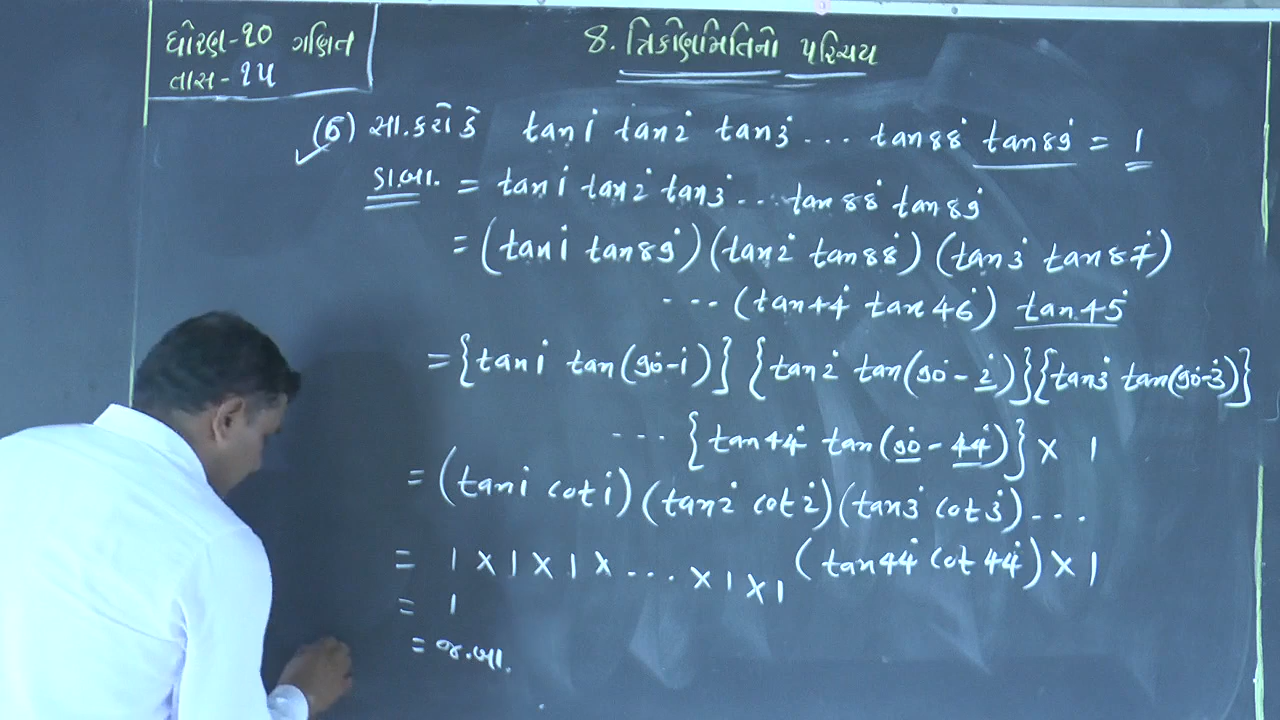 ધોરણ-૧૦ ગણિત
તાસ-૧૫
8. ત્રિકોણમિતિનો પરિચય
(6) સા.કરો કે tan1° tan2° tan3° ... tan88° tan89° = 1
ડા.બા. = tan1° tan2° tan3° ... tan88° tan89°
= (tan1° tan89°)(tan2° tan88°)(tan3° tan87°)
... (tan44° tan46°) tan45°
= {tan1° tan(90°-1°)} {tan2° tan(90°-2°)}{tan3° tan(90°-3°)}
... {tan44° tan(90°-44°)} × 1
= (tan1° cot1°)(tan2° cot2°)(tan3° cot3°)...
(tan44° cot44°) × 1
= 1 × 1 × 1 × ... × 1 × 1
= 1
= જ.બા.